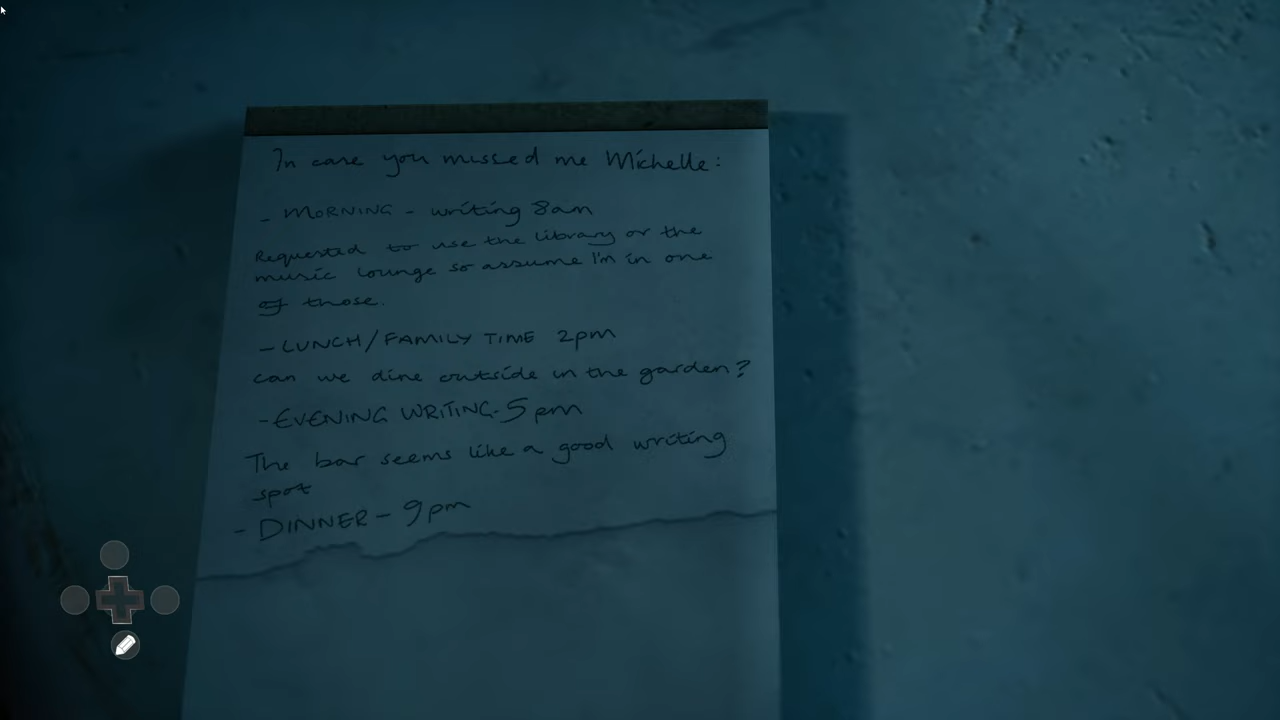 In case you missed me Michelle:
- MORNING - writing 8am
Requested to use the library or the
music lounge so assume I'm in one
of those.
- LUNCH/FAMILY TIME 2pm
can we dine outside in the garden?
- EVENING WRITING - 5pm
The bar seems like a good writing
spot
- DINNER - 9pm